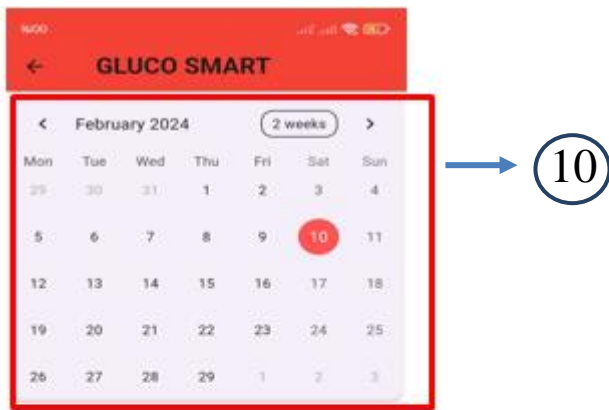 GLUCO SMART
February 2024 2 weeks
Mon Tue Wed Thu Fri Sat Sun
29 30 31 1 2 3 4
5 6 7 8 9 10 11
12 13 14 15 16 17 18
19 20 21 22 23 24 25
26 27 28 29 1 2 3
10